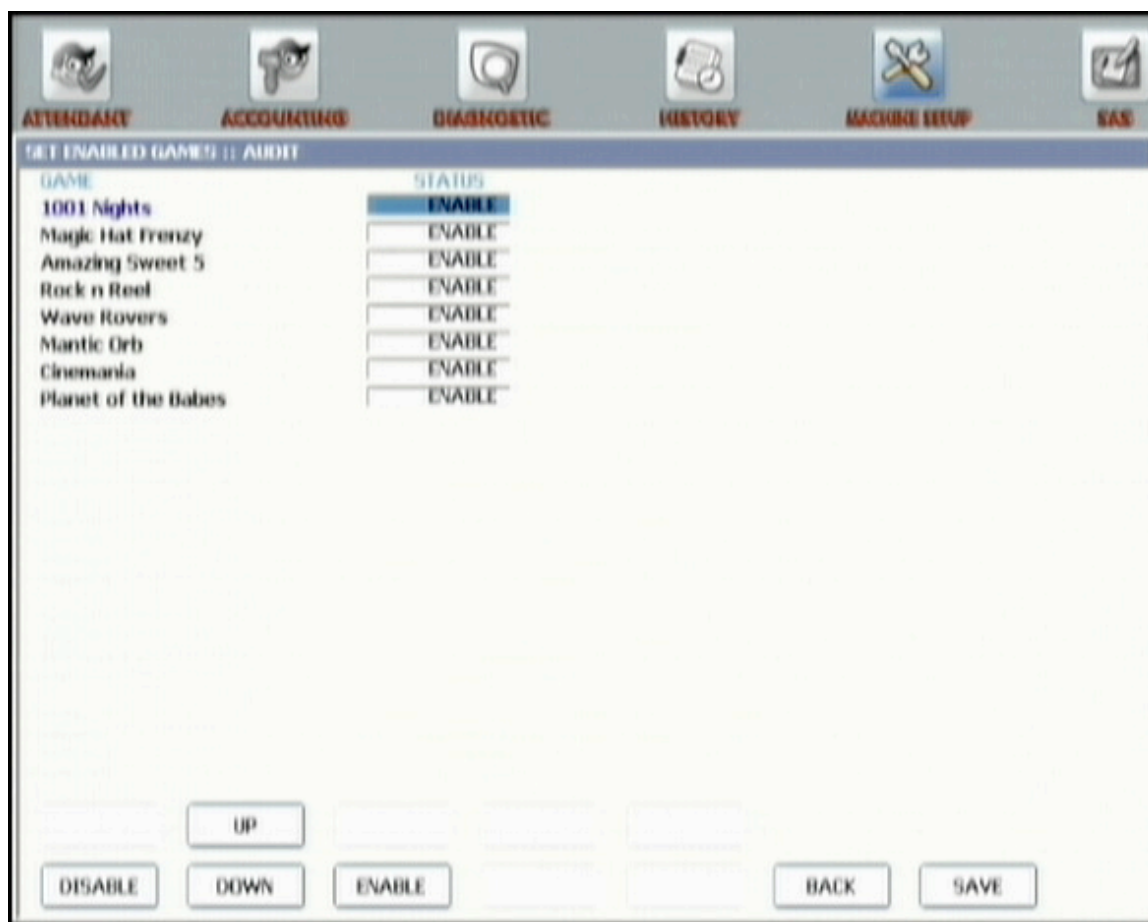 ATTENDANT ACCOUNTING DIAGNOSTIC HISTORY MACHINE SETUP SAS
SET ENABLED GAMES :: AUDIT
GAME STATUS
1001 Nights ENABLE
Magic Hat Frenzy ENABLE
Amazing Sweet 5 ENABLE
Rock n Reel ENABLE
Wave Rovers ENABLE
Mantic Orb ENABLE
Cinemania ENABLE
Planet of the Babes ENABLE
UP
DISABLE DOWN ENABLE BACK SAVE